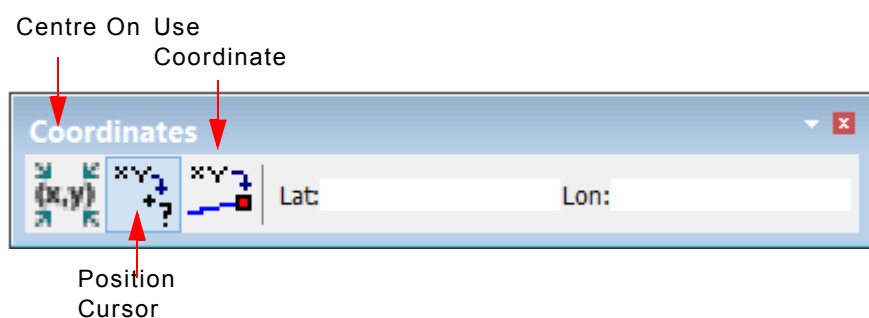 Centre On Use
Coordinate
Coordinates
x
(x,y) XY +? XY Lat: Lon:
Position
Cursor